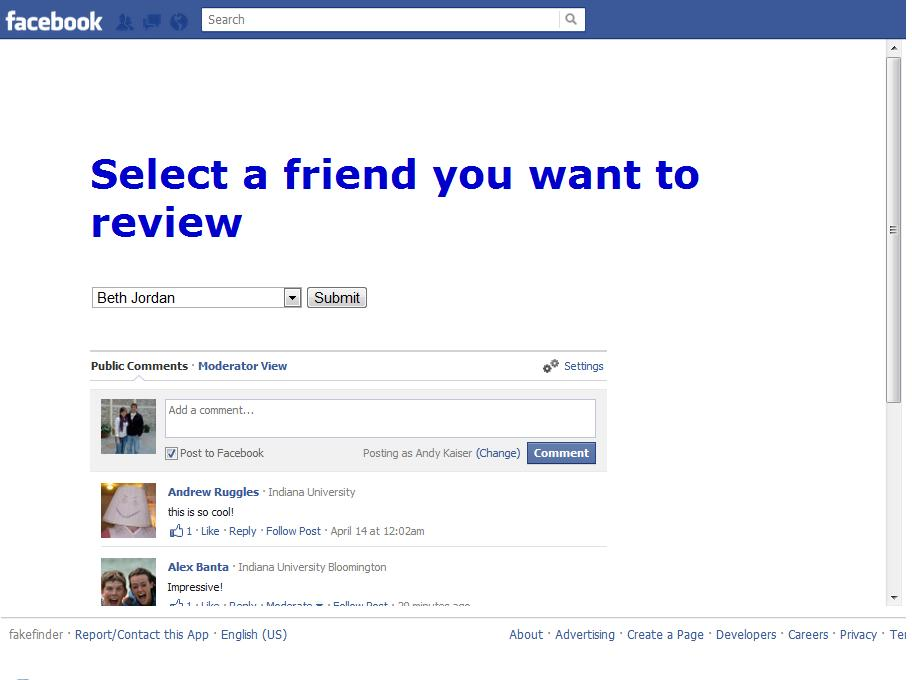 facebook Search
Select a friend you want to
review
Beth Jordan Submit
Public Comments · Moderator View Settings
Add a comment...
Post to Facebook Posting as Andy Kaiser (Change) Comment
Andrew Ruggles · Indiana University
this is so cool!
1 · Like · Reply · Follow Post · April 14 at 12:02am
Alex Banta · Indiana University Bloomington
Impressive!
1 · Like · Reply · Moderate · Follow Post · 29 minutes ago
fakefinder · Report/Contact this App · English (US) About · Advertising · Create a Page · Developers · Careers · Privacy ·